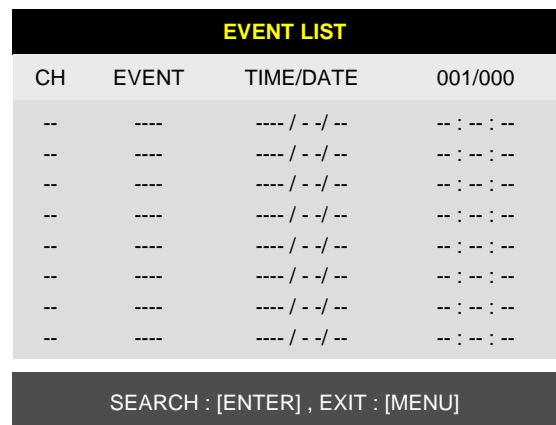 EVENT LIST
CH EVENT TIME/DATE 001/000
-- ---- ---- / - -/ -- -- : -- : --
-- ---- ---- / - -/ -- -- : -- : --
-- ---- ---- / - -/ -- -- : -- : --
-- ---- ---- / - -/ -- -- : -- : --
-- ---- ---- / - -/ -- -- : -- : --
-- ---- ---- / - -/ -- -- : -- : --
-- ---- ---- / - -/ -- -- : -- : --
-- ---- ---- / - -/ -- -- : -- : --
SEARCH : [ENTER] , EXIT : [MENU]